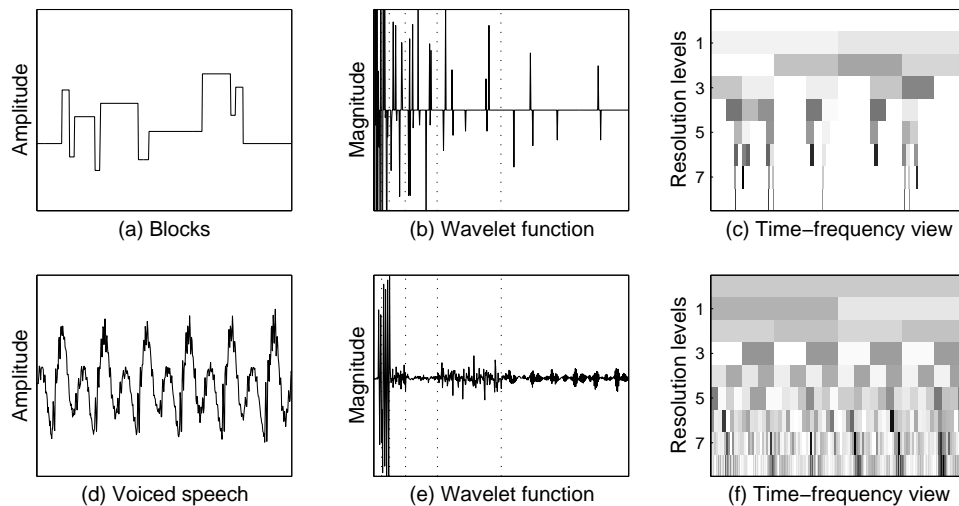 Amplitude
(a) Blocks
Magnitude
(b) Wavelet function
Resolution levels
1
3
5
7
(c) Time−frequency view
Amplitude
(d) Voiced speech
Magnitude
(e) Wavelet function
Resolution levels
1
3
5
7
(f) Time−frequency view